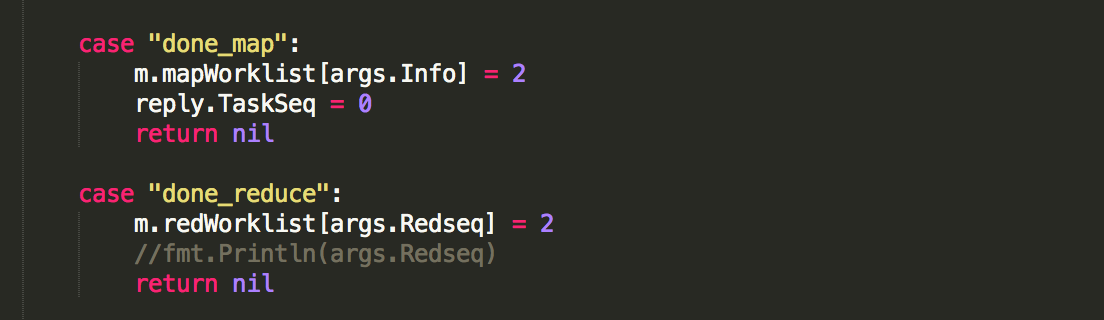 case "done_map":
m.mapWorklist[args.Info] = 2
reply.TaskSeq = 0
return nil
case "done_reduce":
m.redWorklist[args.Redseq] = 2
//fmt.Println(args.Redseq)
return nil